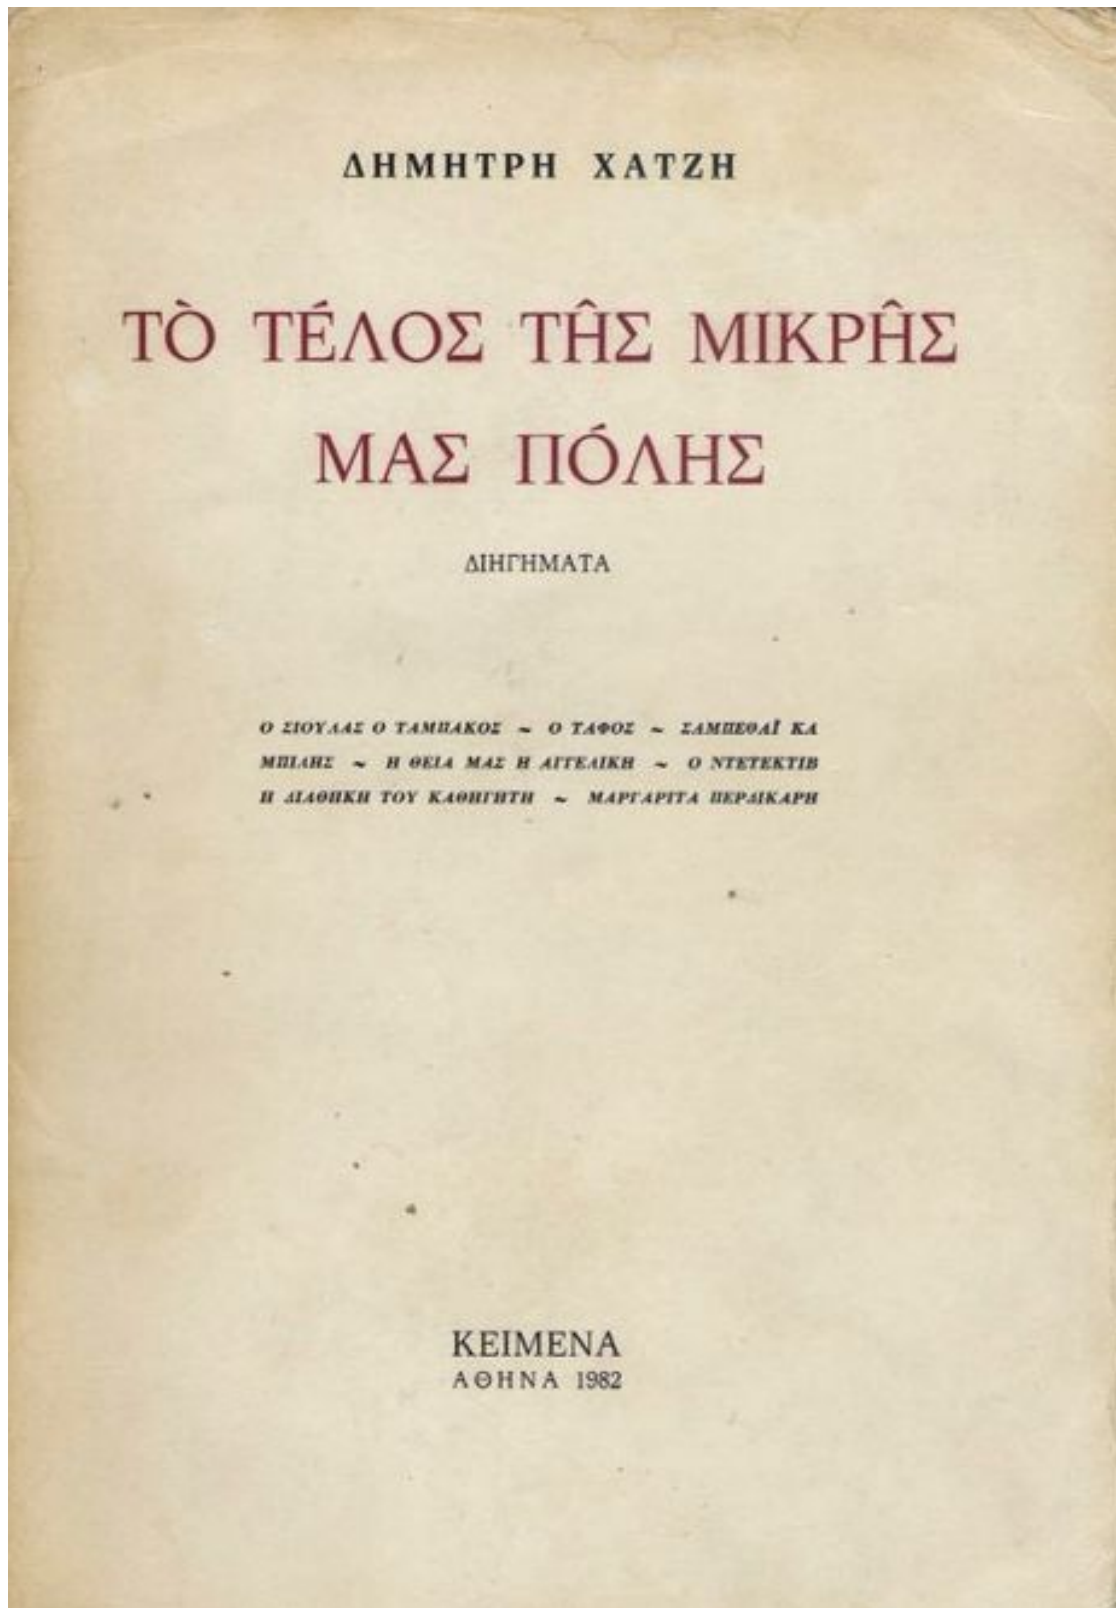 ΔΗΜΗΤΡΗ ΧΑΤΖΗ
ΤῸ ΤΈΛΟΣ ΤΗ͂Σ ΜΙΚΡΗ͂Σ
ΜΑΣ ΠΌΛΗΣ
ΔΙΗΓΗΜΑΤΑ
Ο ΣΙΟΥΛΑΣ Ο ΤΑΜΠΑΚΟΣ ~ Ο ΤΑΦΟΣ ~ ΣΑΜΠΕΘΑΪ ΚΑ
ΜΠΙΛΗΣ ~ Η ΘΕΙΑ ΜΑΣ Η ΑΓΓΕΛΙΚΗ ~ Ο ΝΤΕΤΕΚΤΙΒ
Η ΔΙΑΘΗΚΗ ΤΟΥ ΚΑΘΗΓΗΤΗ ~ ΜΑΡΓΑΡΙΤΑ ΠΕΡΔΙΚΑΡΗ
ΚΕΙΜΕΝΑ
ΑΘΗΝΑ 1982